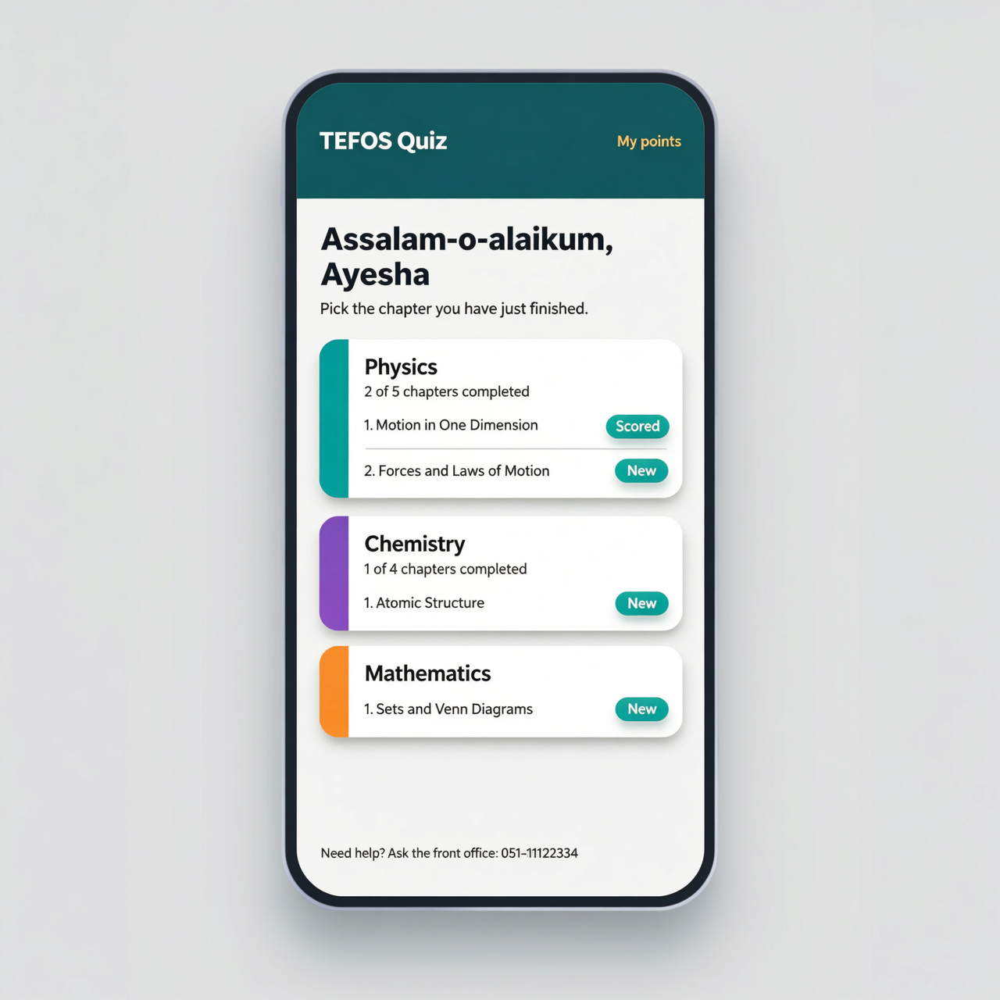 TEFOS Quiz
My points
Assalam-o-alaikum,
Ayesha
Pick the chapter you have just finished.
Physics
2 of 5 chapters completed
1. Motion in One Dimension
Scored
2. Forces and Laws of Motion
New
Chemistry
1 of 4 chapters completed
1. Atomic Structure
New
Mathematics
1. Sets and Venn Diagrams
New
Need help? Ask the front office: 051-11122334